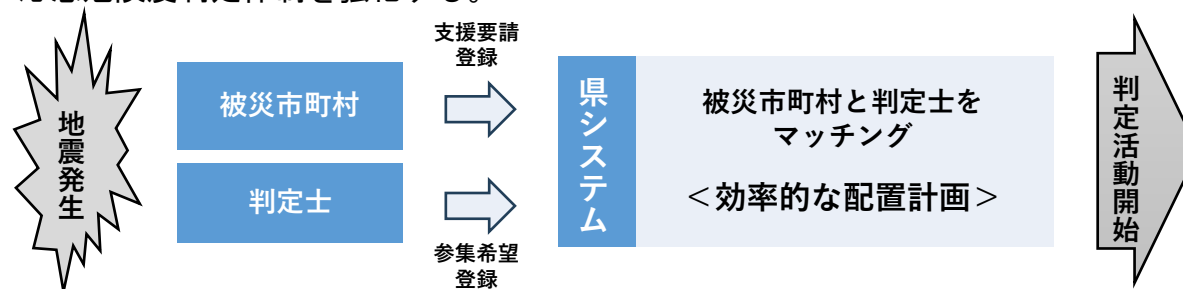 地震発生
被災市町村
判定士
支援要請
登録
参集希望
登録
県システム
被災市町村と判定士を
マッチング
＜効率的な配置計画＞
判定活動開始